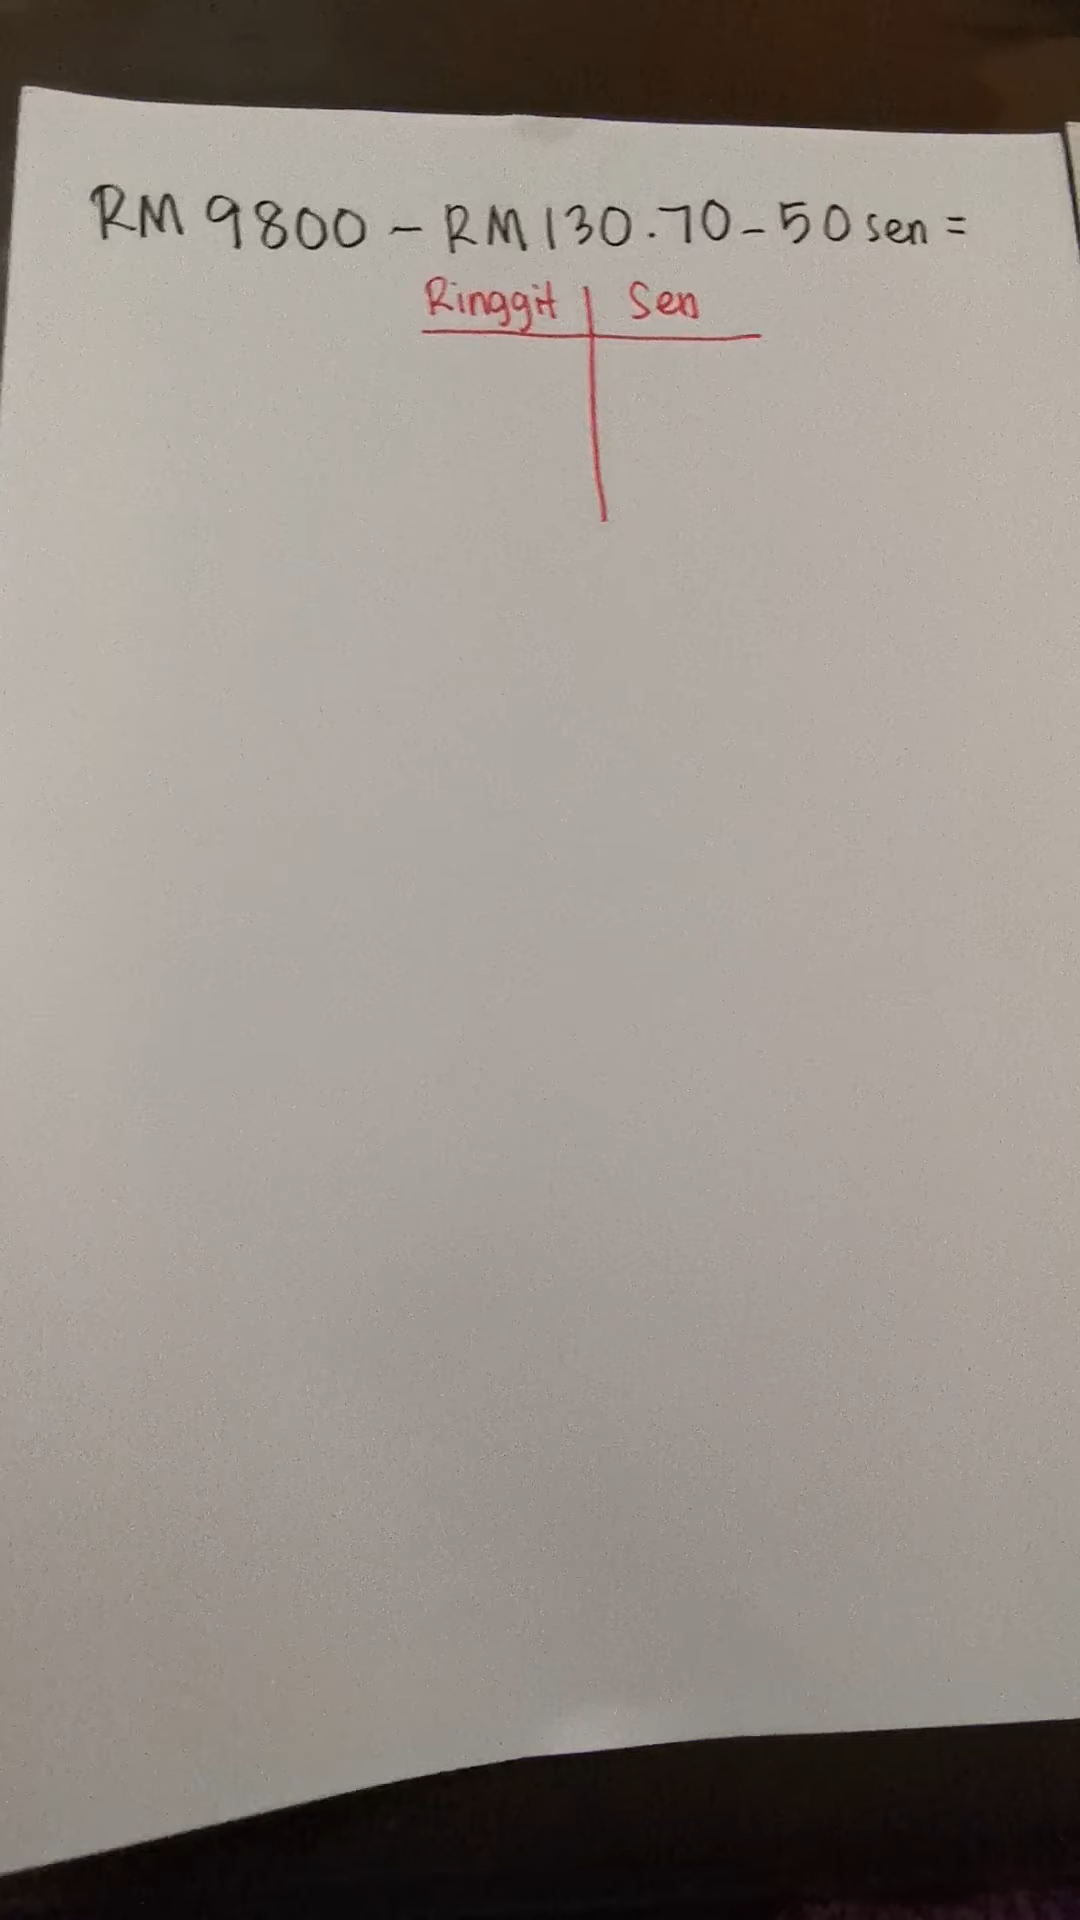 RM 9800 - RM 130.70 - 50 sen =
Ringgit | Sen